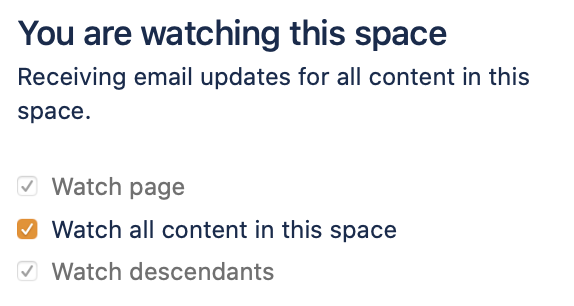 You are watching this space
Receiving email updates for all content in this
space.
Watch page
Watch all content in this space
Watch descendants